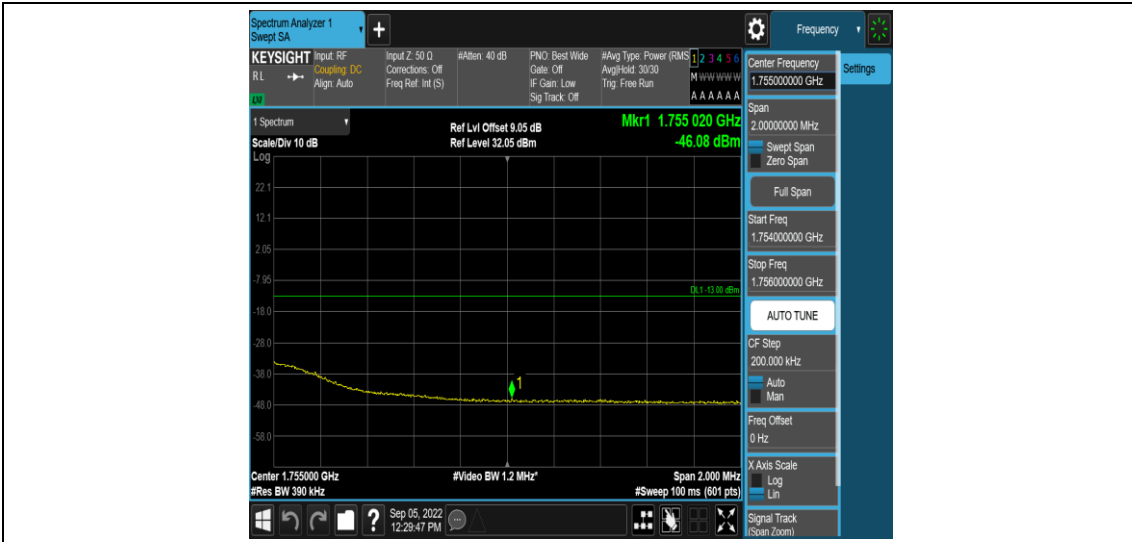 Spectrum Analyzer 1
Swept SA
+
Frequency
KEYSIGHT
RL
LXI
Input: RF
Coupling: DC
Align: Auto
Input Z: 50 Ω
Corrections: Off
Freq Ref: Int (S)
#Atten: 40 dB
PNO: Best Wide
Gate: Off
IF Gain: Low
Sig Track: Off
#Avg Type: Power (RMS
Avg|Hold: 30/30
Trig: Free Run
1 2 3 4 5 6
M W W W W W
A A A A A A
1 Spectrum
Scale/Div 10 dB
Log
Ref Lvl Offset 9.05 dB
Ref Level 32.05 dBm
Mkr1 1.755 020 GHz
-46.08 dBm
22.1
12.1
2.05
-7.95
DL1 -13.00 dBm
-18.0
-28.0
-38.0
1
-48.0
-58.0
Center 1.755000 GHz
#Res BW 390 kHz
#Video BW 1.2 MHz*
Span 2.000 MHz
#Sweep 100 ms (601 pts)
?
Sep 05, 2022
12:29:47 PM
Center Frequency
1.755000000 GHz
Settings
Span
2.00000000 MHz
Swept Span
Zero Span
Full Span
Start Freq
1.754000000 GHz
Stop Freq
1.756000000 GHz
AUTO TUNE
CF Step
200.000 kHz
Auto
Man
Freq Offset
0 Hz
X Axis Scale
Log
Lin
Signal Track
(Span Zoom)